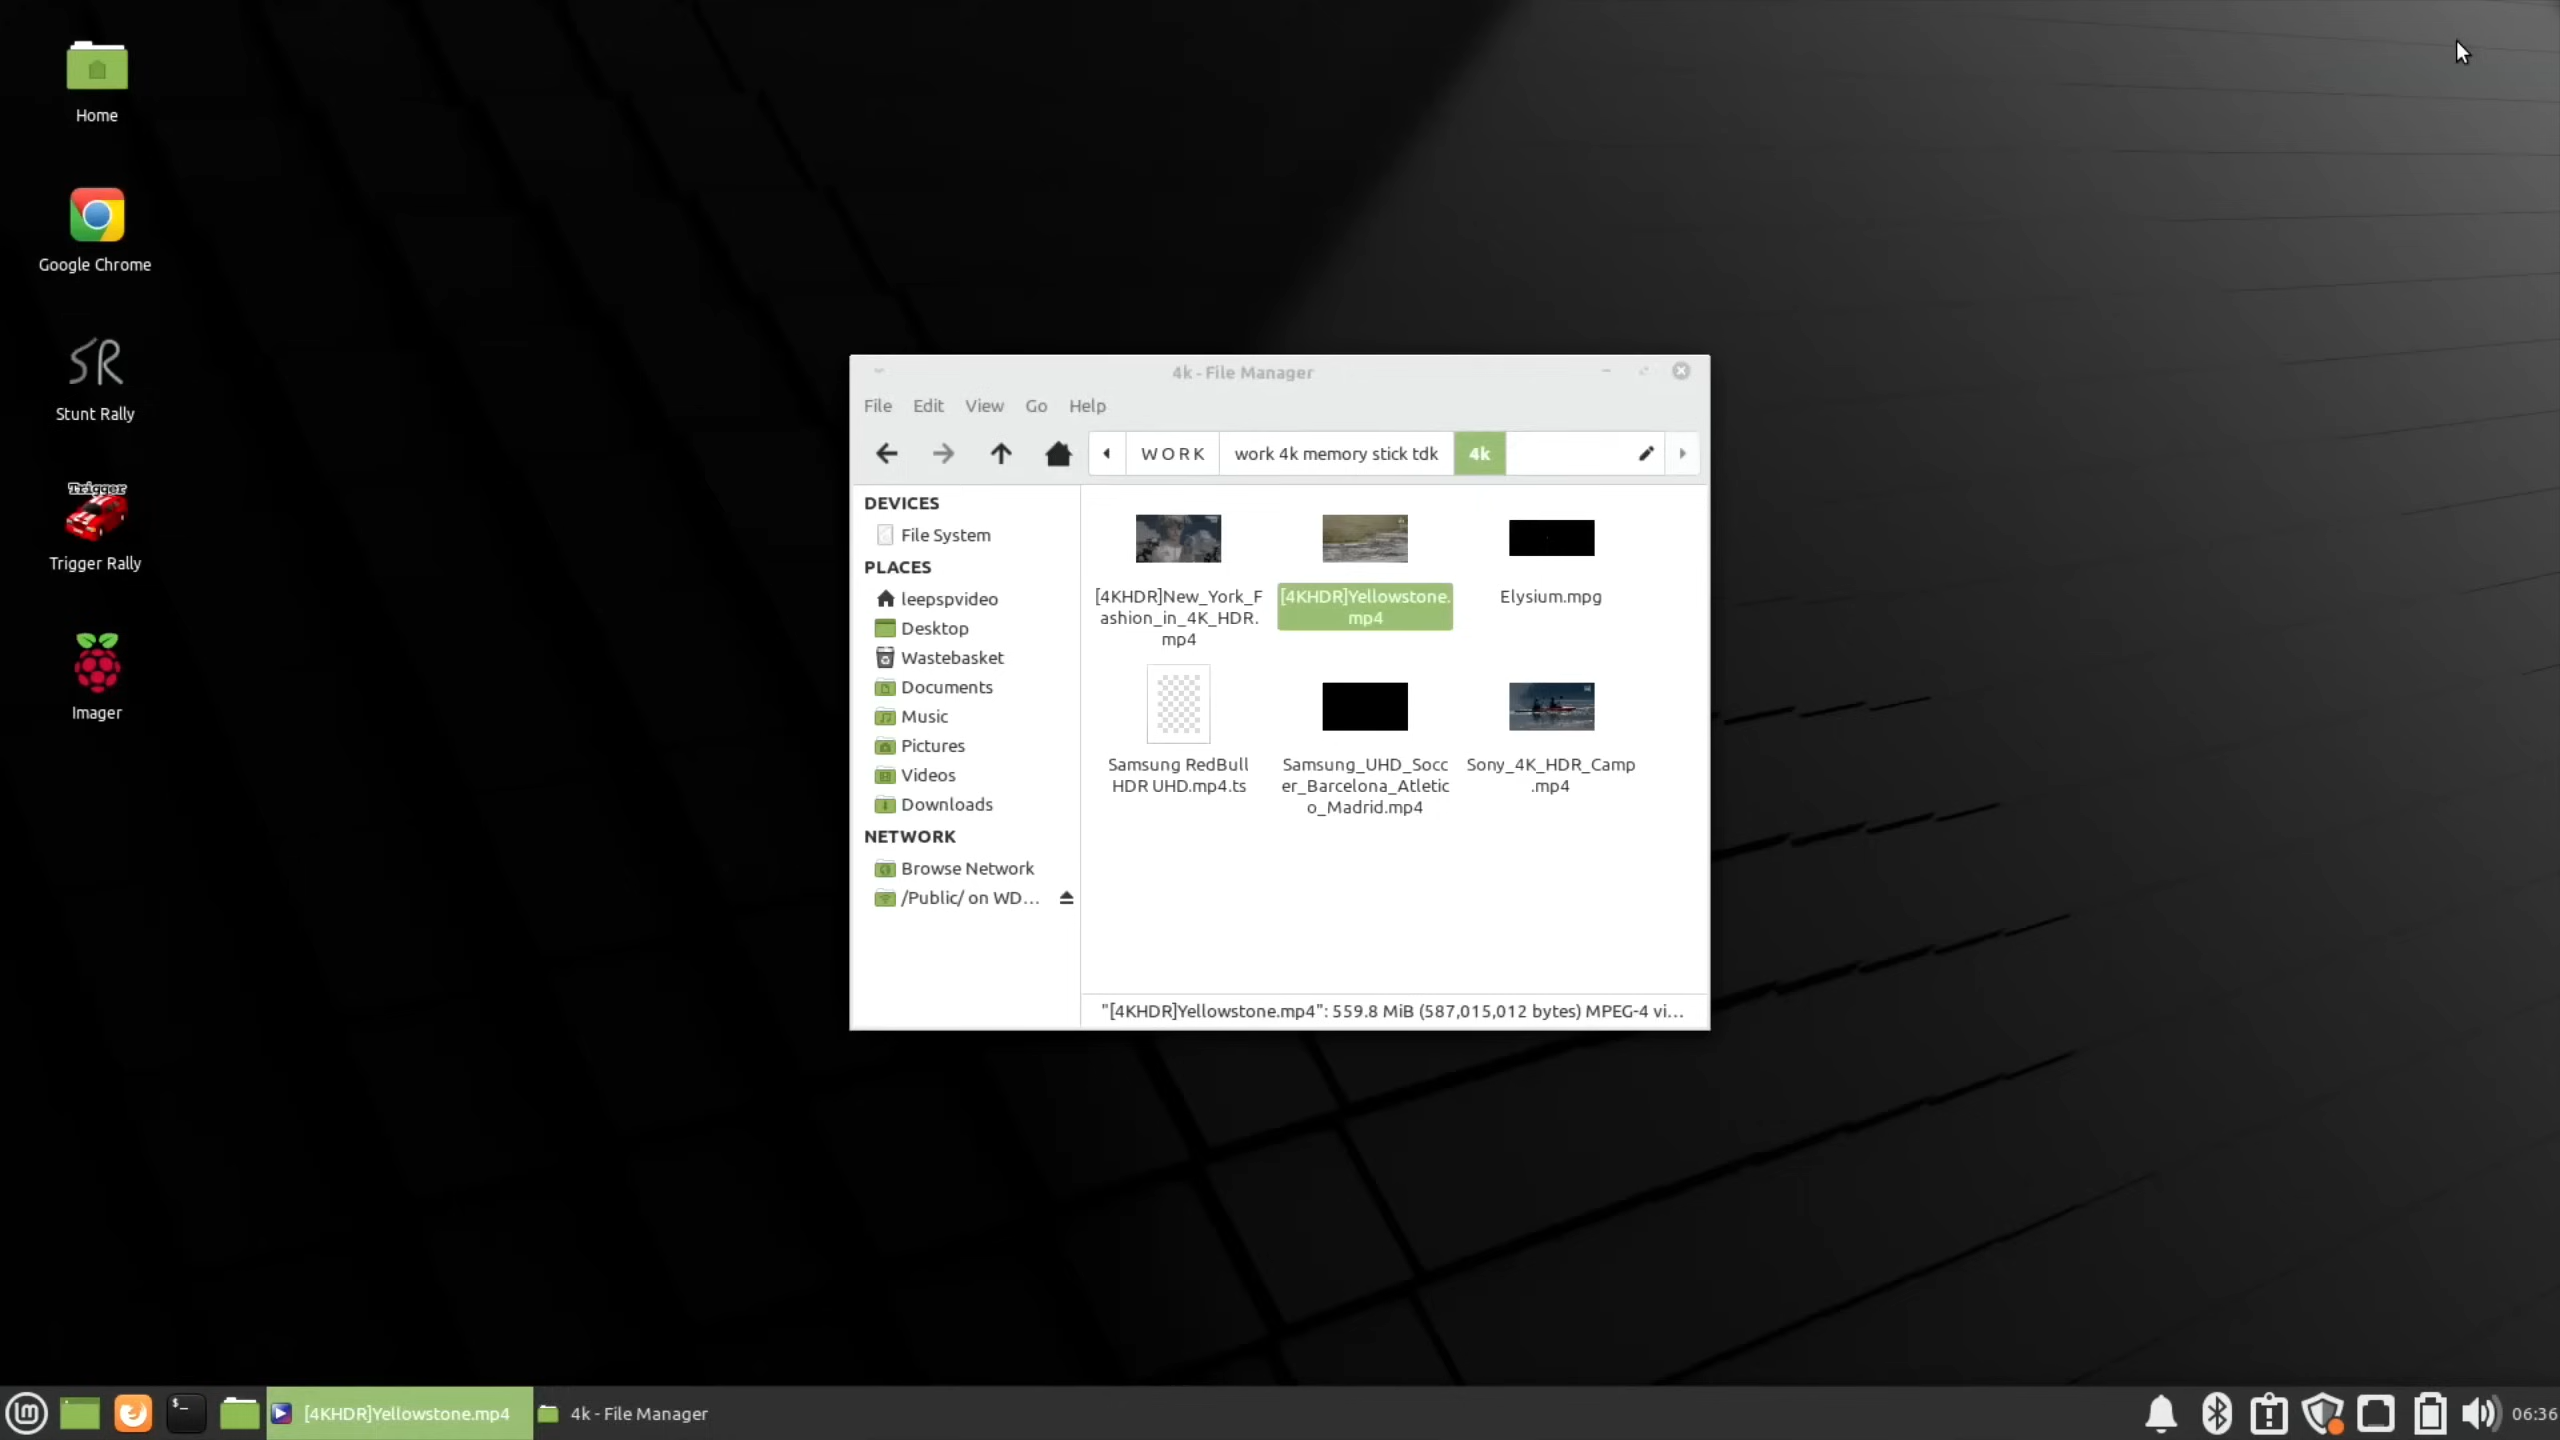 Home
Google Chrome
SR
Stunt Rally
Trigger
Trigger Rally
Imager
4k - File Manager
File Edit View Go Help
W O R K work 4k memory stick tdk 4k
DEVICES
File System
PLACES
leepspvideo
Desktop
Wastebasket
Documents
Music
Pictures
Videos
Downloads
NETWORK
Browse Network
/Public/ on WD...
[4KHDR]New_York_F
ashion_in_4K_HDR.
mp4
[4KHDR]Yellowstone.
mp4
Elysium.mpg
Samsung RedBull
HDR UHD.mp4.ts
Samsung_UHD_Socc
er_Barcelona_Atletic
o_Madrid.mp4
Sony_4K_HDR_Camp
.mp4
"[4KHDR]Yellowstone.mp4": 559.8 MiB (587,015,012 bytes) MPEG-4 vi...
lm
$_
[4KHDR]Yellowstone.mp4
4k - File Manager
06:36